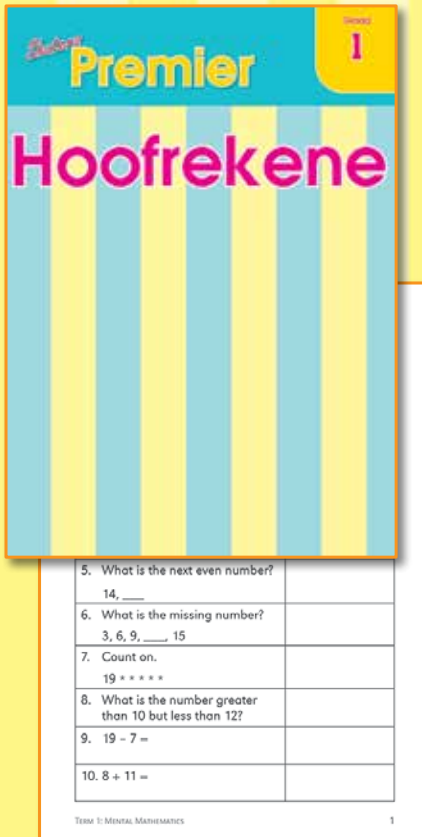 Premier
Graad
1
Hoofrekene
5. What is the next even number?
14, ___
6. What is the missing number?
3, 6, 9, ___, 15
7. Count on.
19 * * * * *
8. What is the number greater
than 10 but less than 12?
9. 19 – 7 =
10. 8 + 11 =
TERM 1: MENTAL MATHEMATICS
1